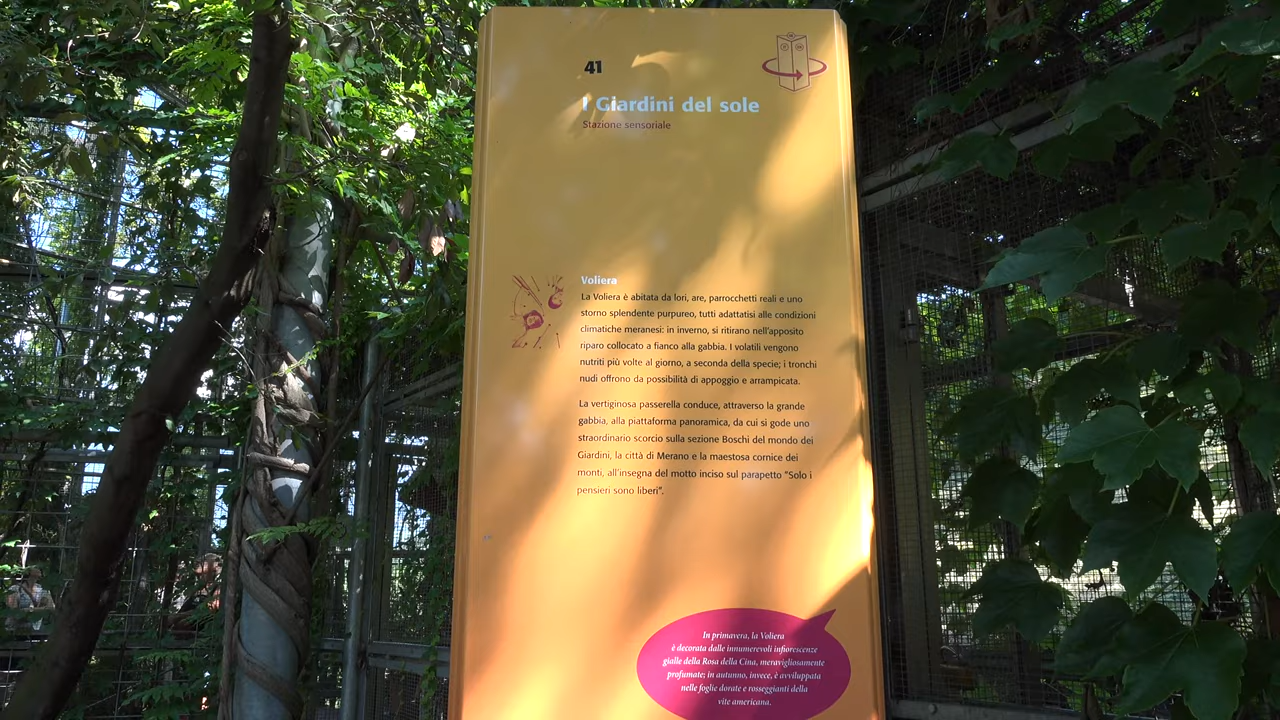 41
I Giardini del sole
Stazione sensoriale
Voliera
La Voliera è abitata da lori, are, parrocchetti reali e uno
storno splendente purpureo, tutti adattatisi alle condizioni
climatiche meranesi: in inverno, si ritirano nell'apposito
riparo collocato a fianco alla gabbia. I volatili vengono
nutriti più volte al giorno, a seconda della specie; i tronchi
nudi offrono da possibilità di appoggio e arrampicata.
La vertiginosa passerella conduce, attraverso la grande
gabbia, alla piattaforma panoramica, da cui si gode uno
straordinario scorcio sulla sezione Boschi del mondo dei
Giardini, la città di Merano e la maestosa cornice dei
monti, all'insegna del motto inciso sul parapetto "Solo i
pensieri sono liberi".
In primavera, la Voliera
è decorata dalle innumerevoli infiorescenze
gialle della Rosa della Cina, meravigliosamente
profumate; in autunno, invece, è avviluppata
nelle foglie dorate e rosseggianti della
vite americana.